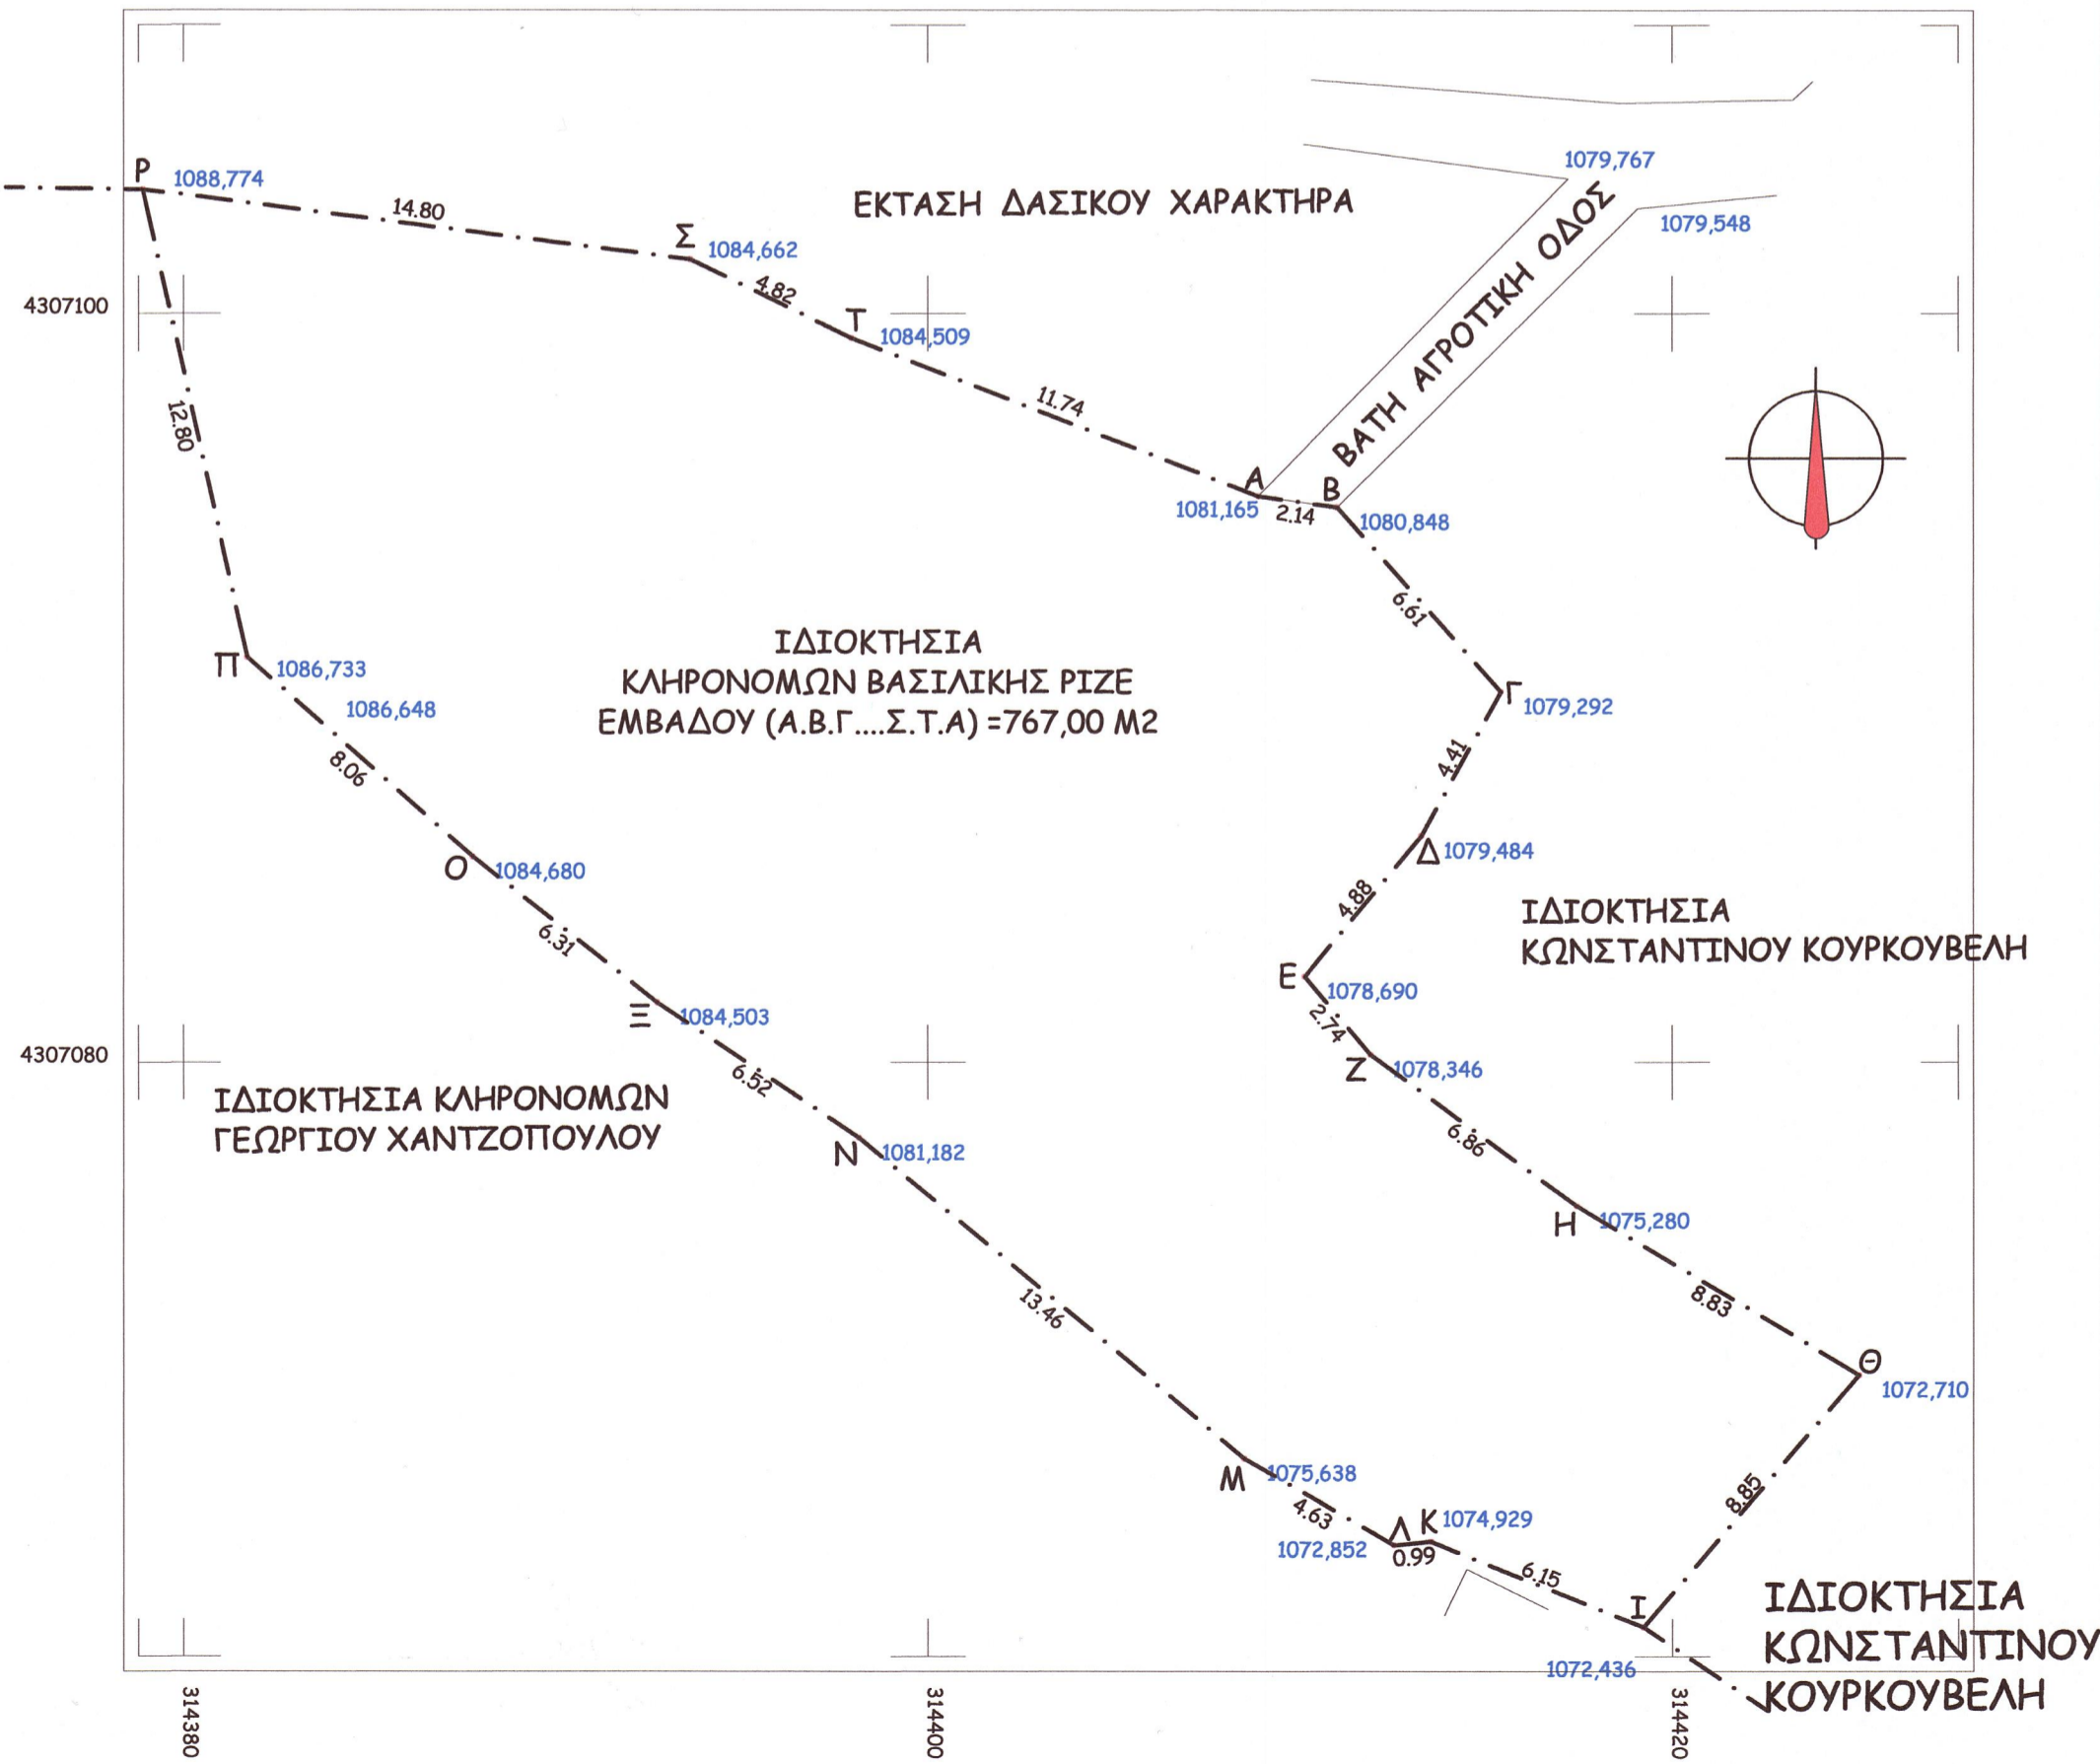 Ρ
1088,774
14.80
Σ
1084,662
ΕΚΤΑΣΗ ΔΑΣΙΚΟΥ ΧΑΡΑΚΤΗΡΑ
1079,767
1079,548
ΒΑΤΗ ΑΓΡΟΤΙΚΗ ΟΔΟΣ
4307100
4.82
Τ
1084,509
11.74
12.80
Α
1081,165
2.14
Β
1080,848
6.61
Π
1086,733
1086,648
ΙΔΙΟΚΤΗΣΙΑ
ΚΛΗΡΟΝΟΜΩΝ ΒΑΣΙΛΙΚΗΣ ΡΙΖΕ
ΕΜΒΑΔΟΥ (Α.Β.Γ....Σ.Τ.Α) =767,00 Μ2
Γ
1079,292
4.41
8.06
Δ
1079,484
Ο
1084,680
4.88
ΙΔΙΟΚΤΗΣΙΑ
ΚΩΝΣΤΑΝΤΙΝΟΥ ΚΟΥΡΚΟΥΒΕΛΗ
6.31
Ε
1078,690
2.74
Ξ
1084,503
4307080
Ζ
1078,346
6.52
ΙΔΙΟΚΤΗΣΙΑ ΚΛΗΡΟΝΟΜΩΝ
ΓΕΩΡΓΙΟΥ ΧΑΝΤΖΟΠΟΥΛΟΥ
Ν
1081,182
6.86
Η
1075,280
13.46
8.83
Θ
1072,710
Μ
1075,638
4.63
8.85
Λ
Κ
1074,929
1072,852
0.99
6.15
Ι
1072,436
ΙΔΙΟΚΤΗΣΙΑ
ΚΩΝΣΤΑΝΤΙΝΟΥ
ΚΟΥΡΚΟΥΒΕΛΗ
314380
314400
314420